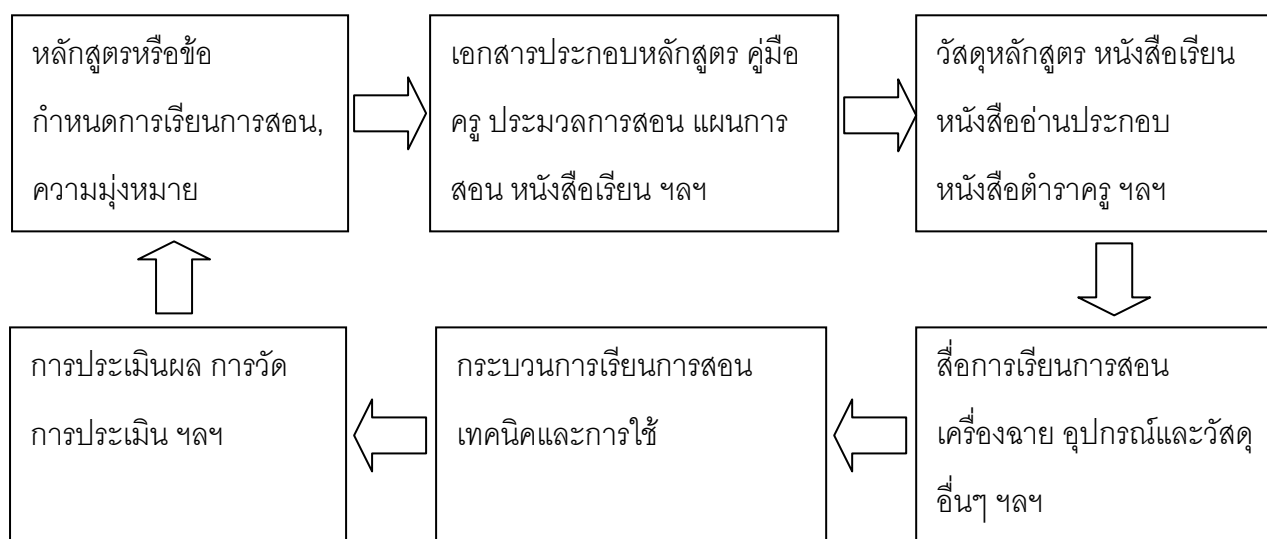 หลักสูตรหรือข้อ
กำหนดการเรียนการสอน,
ความมุ่งหมาย
เอกสารประกอบหลักสูตร คู่มือ
ครู ประมวลการสอน แผนการ
สอน หนังสือเรียน ฯลฯ
วัสดุหลักสูตร หนังสือเรียน
หนังสืออ่านประกอบ
หนังสือตำราครู ฯลฯ
สื่อการเรียนการสอน
เครื่องฉาย อุปกรณ์และวัสดุ
อื่นๆ ฯลฯ
กระบวนการเรียนการสอน
เทคนิคและการใช้
การประเมินผล การวัด
การประเมิน ฯลฯ